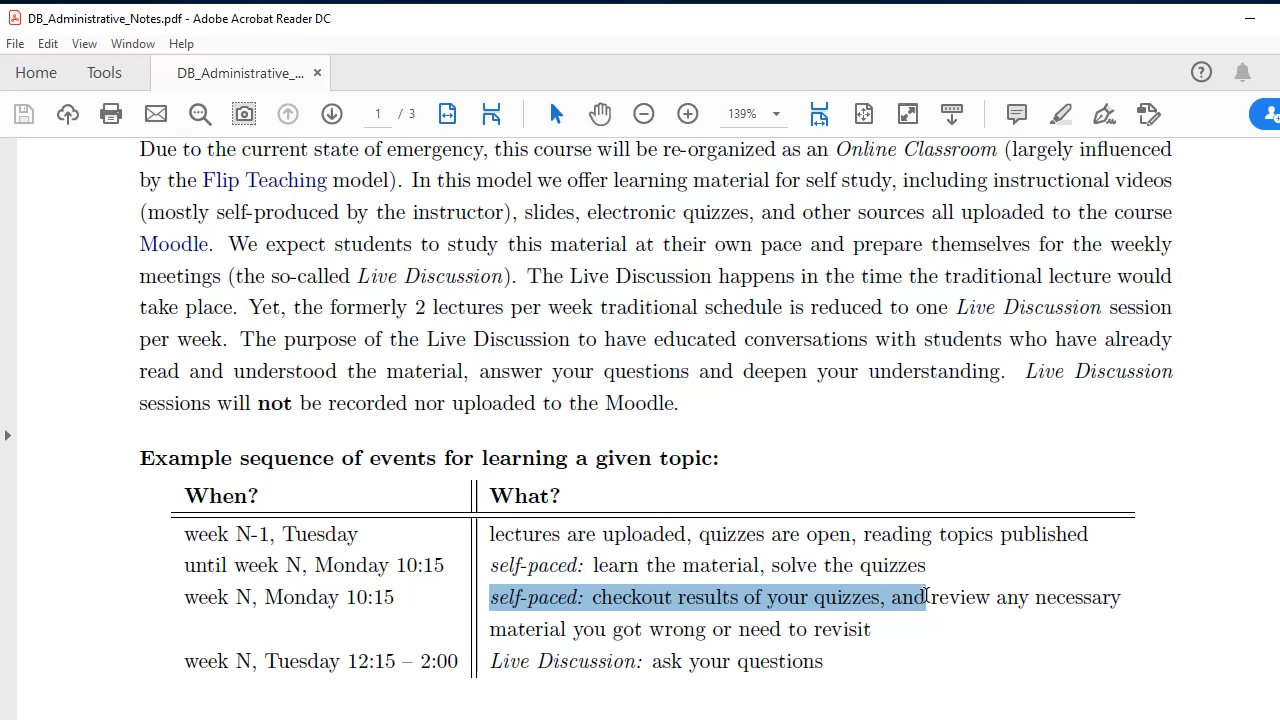 DB_Administrative_Notes.pdf - Adobe Acrobat Reader DC
File Edit View Window Help
Home Tools DB_Administrative_... ×
1 / 3 139%
Due to the current state of emergency, this course will be re-organized as an Online Classroom (largely influenced
by the Flip Teaching model). In this model we offer learning material for self study, including instructional videos
(mostly self-produced by the instructor), slides, electronic quizzes, and other sources all uploaded to the course
Moodle. We expect students to study this material at their own pace and prepare themselves for the weekly
meetings (the so-called Live Discussion). The Live Discussion happens in the time the traditional lecture would
take place. Yet, the formerly 2 lectures per week traditional schedule is reduced to one Live Discussion session
per week. The purpose of the Live Discussion to have educated conversations with students who have already
read and understood the material, answer your questions and deepen your understanding. Live Discussion
sessions will not be recorded nor uploaded to the Moodle.
Example sequence of events for learning a given topic:
When? What?
week N-1, Tuesday lectures are uploaded, quizzes are open, reading topics published
until week N, Monday 10:15 self-paced: learn the material, solve the quizzes
week N, Monday 10:15 self-paced: checkout results of your quizzes, and review any necessary
material you got wrong or need to revisit
week N, Tuesday 12:15 – 2:00 Live Discussion: ask your questions